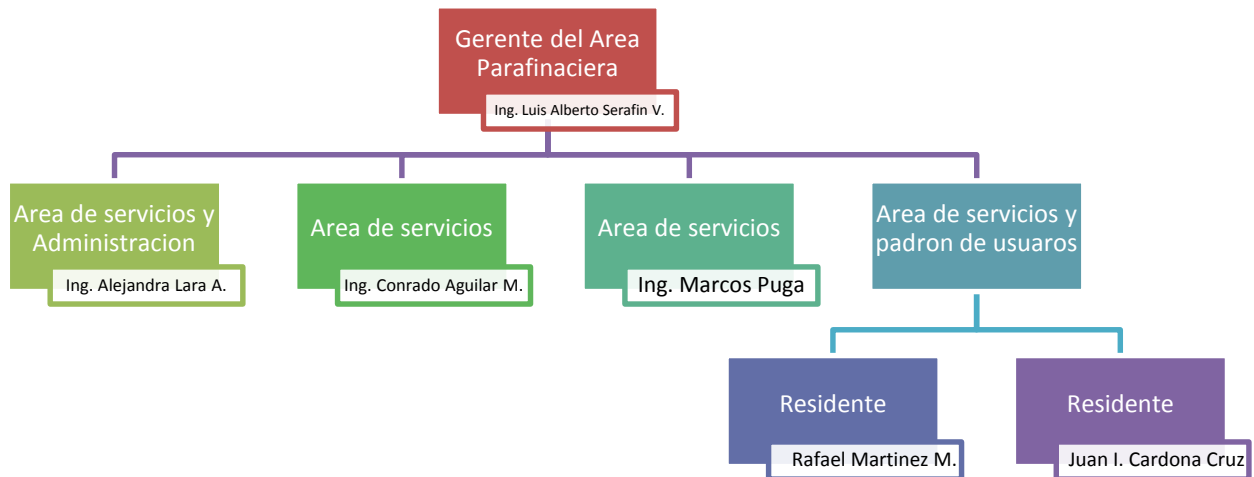 Gerente del Area
Parafinaciera
Ing. Luis Alberto Serafin V.
Area de servicios y
Administracion
Ing. Alejandra Lara A.
Area de servicios
Ing. Conrado Aguilar M.
Area de servicios
Ing. Marcos Puga
Area de servicios y
padron de usuaros
Residente
Rafael Martinez M.
Residente
Juan I. Cardona Cruz